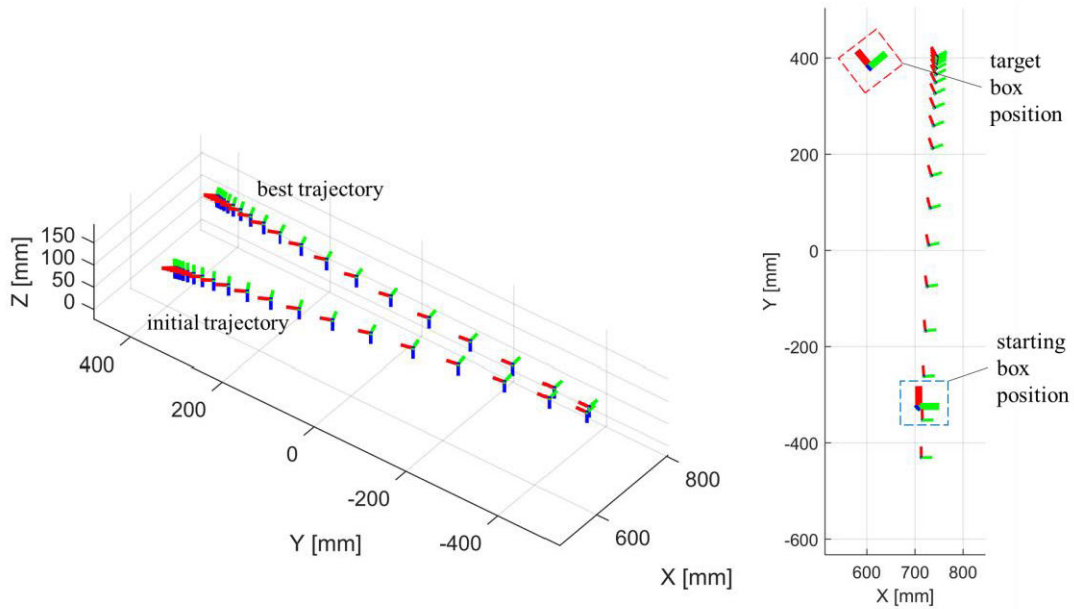 best trajectory
initial trajectory
Z [mm]
150
100
50
0
400
200
0
-200
-400
Y [mm]
800
600
X [mm]
400
200
0
-200
-400
-600
Y [mm]
600 700 800
X [mm]
target
box
position
starting
box
position